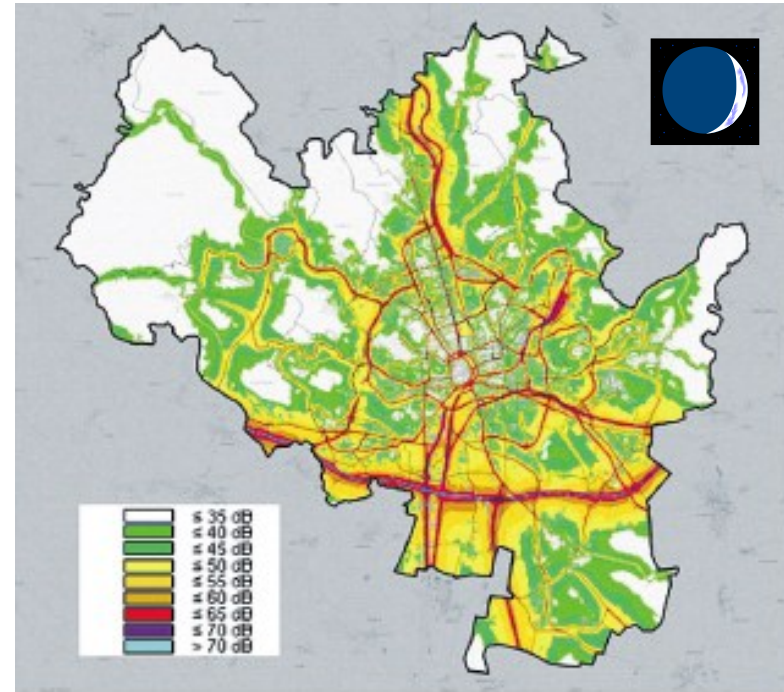 ≤ 35 dB
≤ 40 dB
≤ 45 dB
≤ 50 dB
≤ 55 dB
≤ 60 dB
≤ 65 dB
≤ 70 dB
> 70 dB